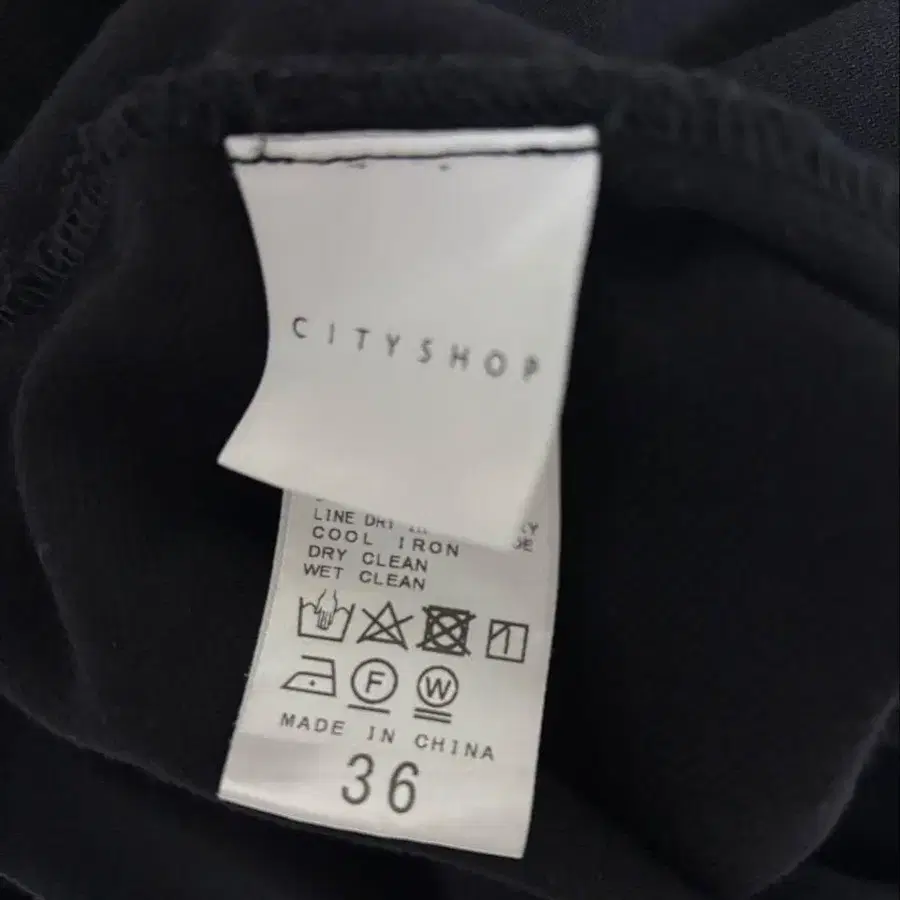 CITYSHOP
LINE DRY
COOL IRON
DRY CLEAN
WET CLEAN
F W
MADE IN CHINA
36